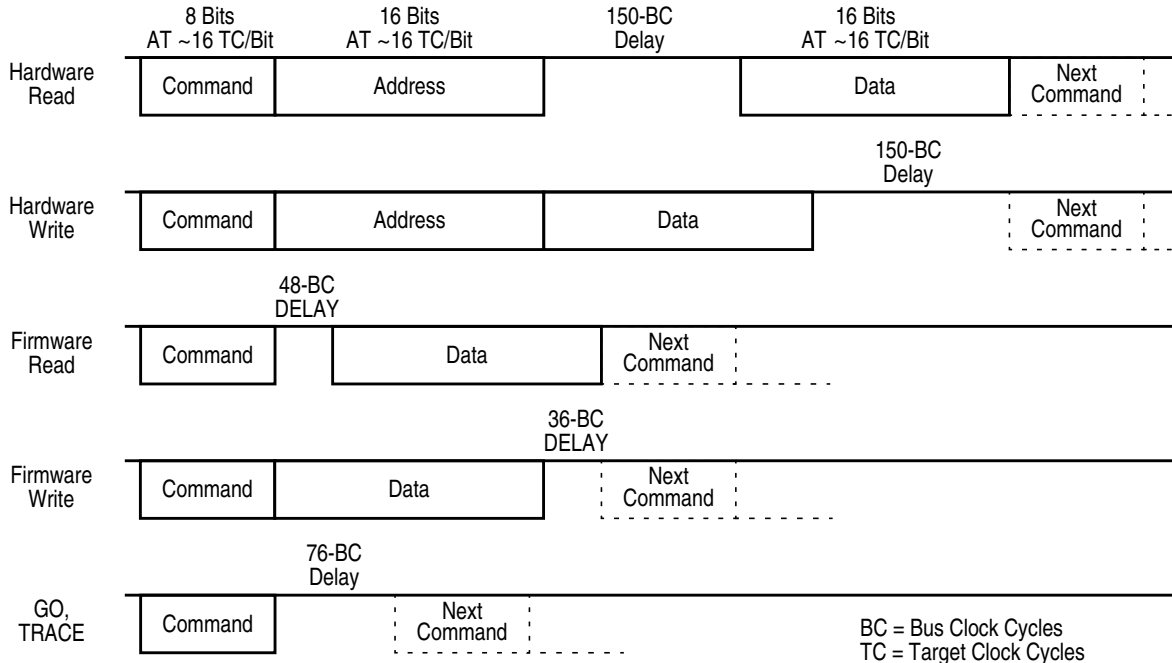 8 Bits
AT ~16 TC/Bit
16 Bits
AT ~16 TC/Bit
150-BC
Delay
16 Bits
AT ~16 TC/Bit
Hardware
Read
Command
Address
Data
Next
Command
150-BC
Delay
Hardware
Write
Command
Address
Data
Next
Command
48-BC
DELAY
Firmware
Read
Command
Data
Next
Command
36-BC
DELAY
Firmware
Write
Command
Data
Next
Command
76-BC
Delay
GO,
TRACE
Command
Next
Command
BC = Bus Clock Cycles
TC = Target Clock Cycles